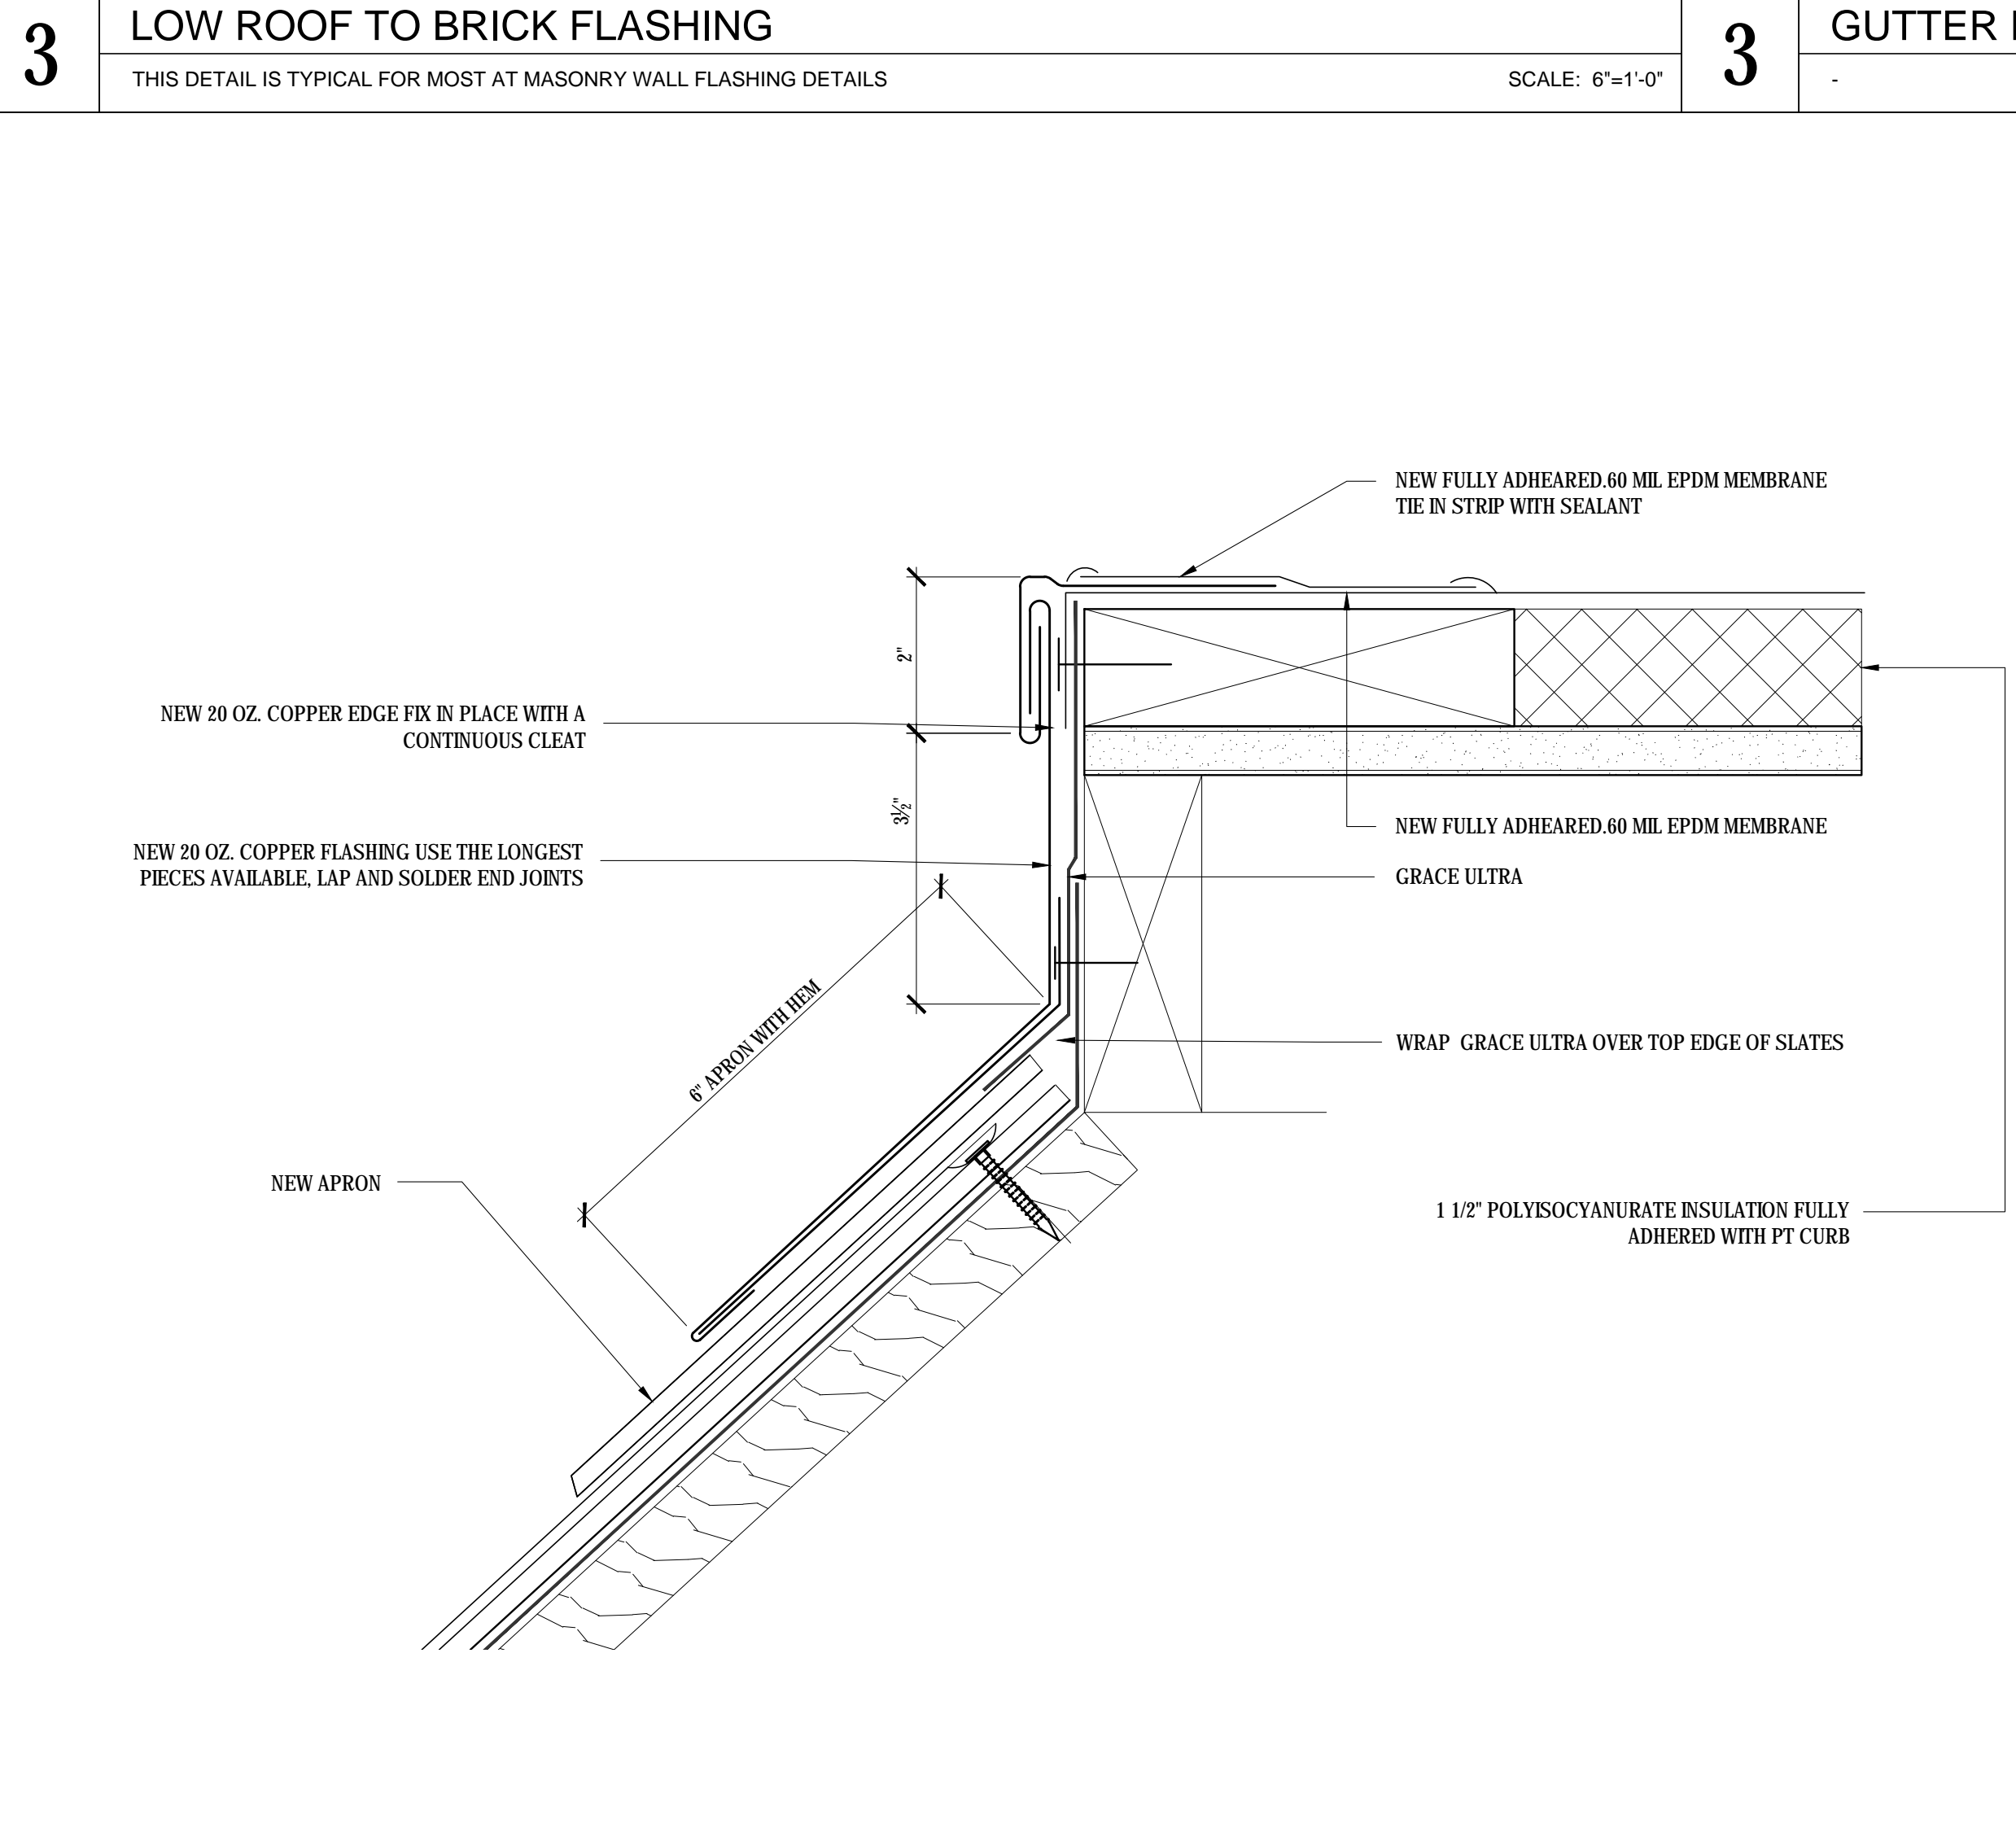 3
LOW ROOF TO BRICK FLASHING
THIS DETAIL IS TYPICAL FOR MOST AT MASONRY WALL FLASHING DETAILS
SCALE: 6"=1'-0"
3
GUTTER
-
NEW FULLY ADHEARED.60 MIL EPDM MEMBRANE
TIE IN STRIP WITH SEALANT
2"
NEW 20 OZ. COPPER EDGE FIX IN PLACE WITH A
CONTINUOUS CLEAT
3½"
NEW 20 OZ. COPPER FLASHING USE THE LONGEST
PIECES AVAILABLE, LAP AND SOLDER END JOINTS
NEW FULLY ADHEARED.60 MIL EPDM MEMBRANE
GRACE ULTRA
6" APRON WITH HEM
WRAP GRACE ULTRA OVER TOP EDGE OF SLATES
NEW APRON
1 1/2" POLYISOCYANURATE INSULATION FULLY
ADHERED WITH PT CURB